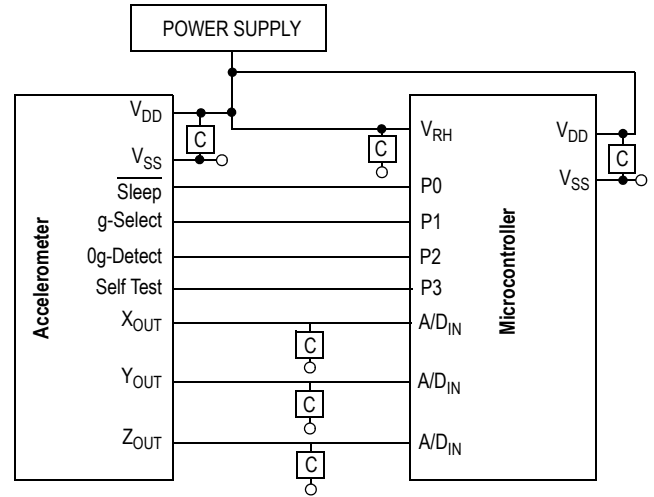 POWER SUPPLY
Accelerometer
VDD
C
VSS
Sleep
g-Select
0g-Detect
Self Test
XOUT
YOUT
ZOUT
C
C
C
C
Microcontroller
VRH
P0
P1
P2
P3
A/DIN
A/DIN
A/DIN
VDD
C
VSS